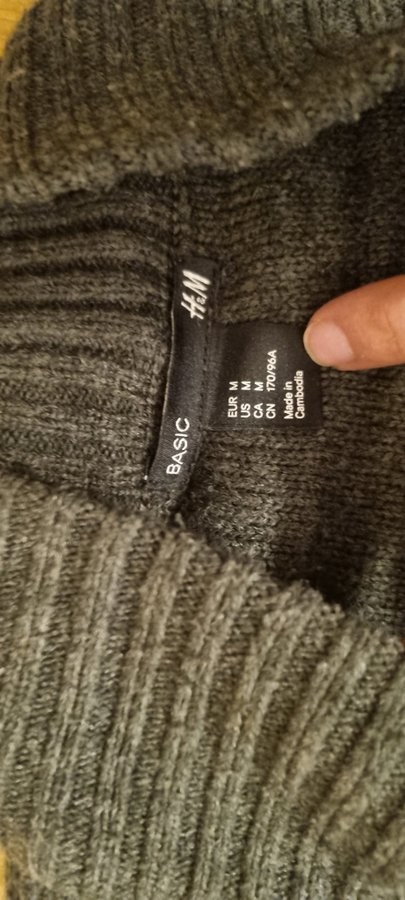 BASIC H&M
EUR M
US M
CA M
CN 170/96A
Made in
Cambodia